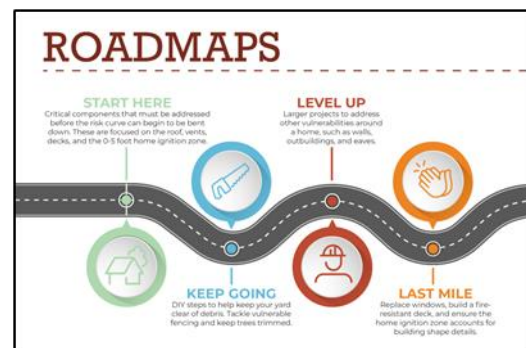 ROADMAPS
START HERE
Critical components that must be addressed
before the risk curve can begin to be bent
down. These are focused on the roof, vents,
decks, and the 0-5 foot home ignition zone.
LEVEL UP
Larger projects to address
other vulnerabilities around
a home, such as walls,
outbuildings, and eaves.
KEEP GOING
DIY steps to help keep your yard
clear of debris. Tackle vulnerable
fencing and keep trees trimmed.
LAST MILE
Replace windows, build a fire-
resistant deck, and ensure the
home ignition zone accounts for
building shape details.